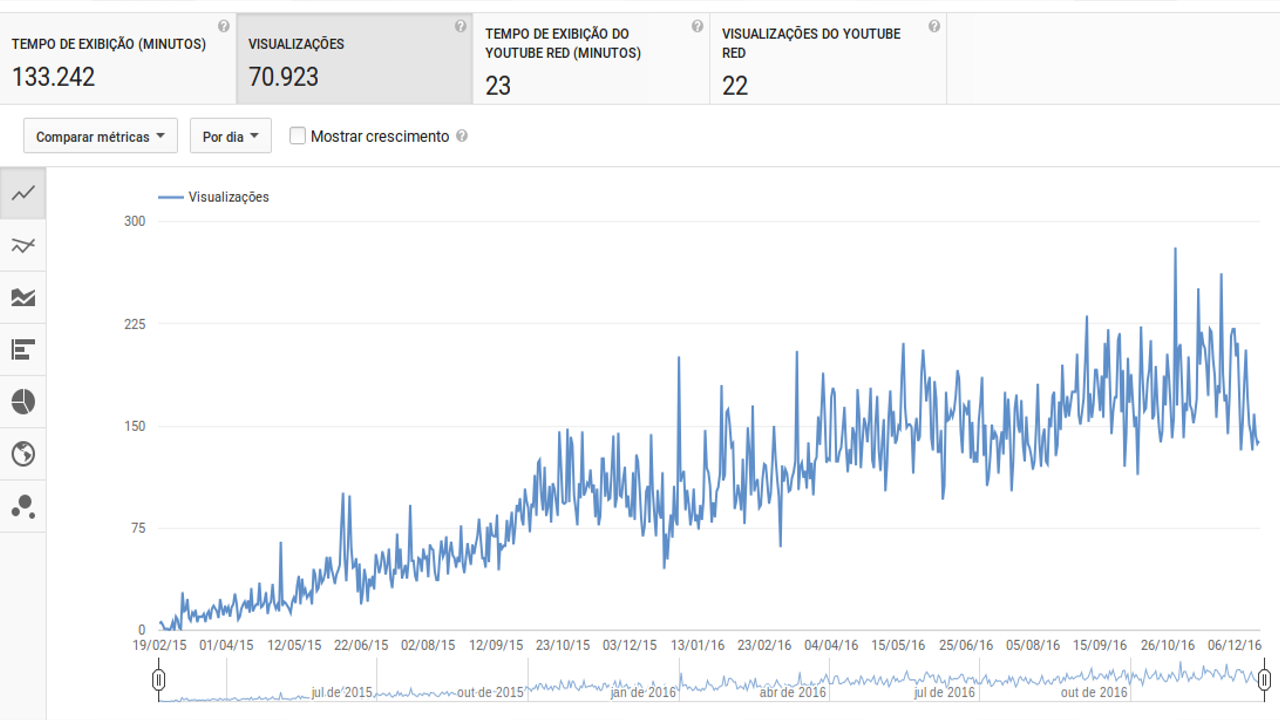 TEMPO DE EXIBIÇÃO (MINUTOS)
133.242
VISUALIZAÇÕES
70.923
TEMPO DE EXIBIÇÃO DO
YOUTUBE RED (MINUTOS)
23
VISUALIZAÇÕES DO YOUTUBE
RED
22
Comparar métricas
Por dia
Mostrar crescimento
Visualizações
300
225
150
75
0
19/02/15 01/04/15 12/05/15 22/06/15 02/08/15 12/09/15 23/10/15 03/12/15 13/01/16 23/02/16 04/04/16 15/05/16 25/06/16 05/08/16 15/09/16 26/10/16 06/12/16
jul de 2015 out de 2015 jan de 2016 abr de 2016 jul de 2016 out de 2016